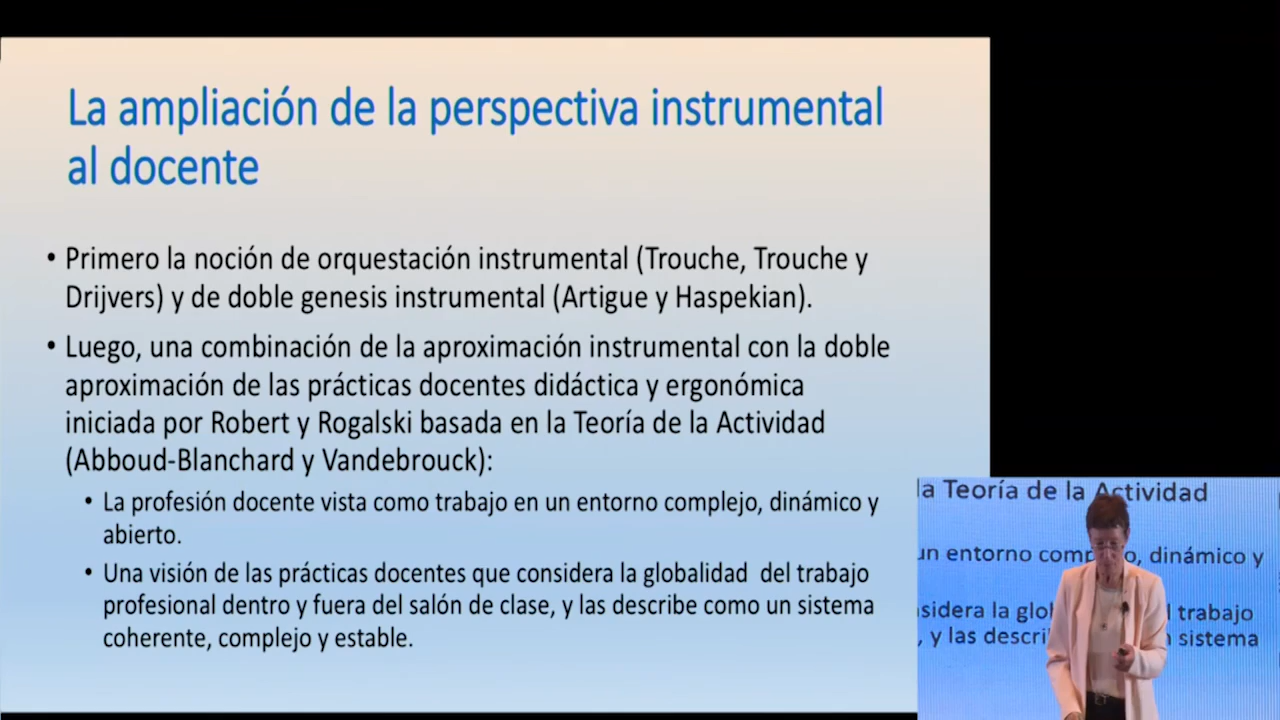 La ampliación de la perspectiva instrumental
al docente
• Primero la noción de orquestación instrumental (Trouche, Trouche y
Drijvers) y de doble genesis instrumental (Artigue y Haspekian).
• Luego, una combinación de la aproximación instrumental con la doble
aproximación de las prácticas docentes didáctica y ergonómica
iniciada por Robert y Rogalski basada en la Teoría de la Actividad
(Abboud-Blanchard y Vandebrouck):
• La profesión docente vista como trabajo en un entorno complejo, dinámico y
abierto.
• Una visión de las prácticas docentes que considera la globalidad del trabajo
profesional dentro y fuera del salón de clase, y las describe como un sistema
coherente, complejo y estable.
la Teoría de la Actividad
un entorno comp o, dinámico y
sidera la glo l trabajo
, y las descri sistema